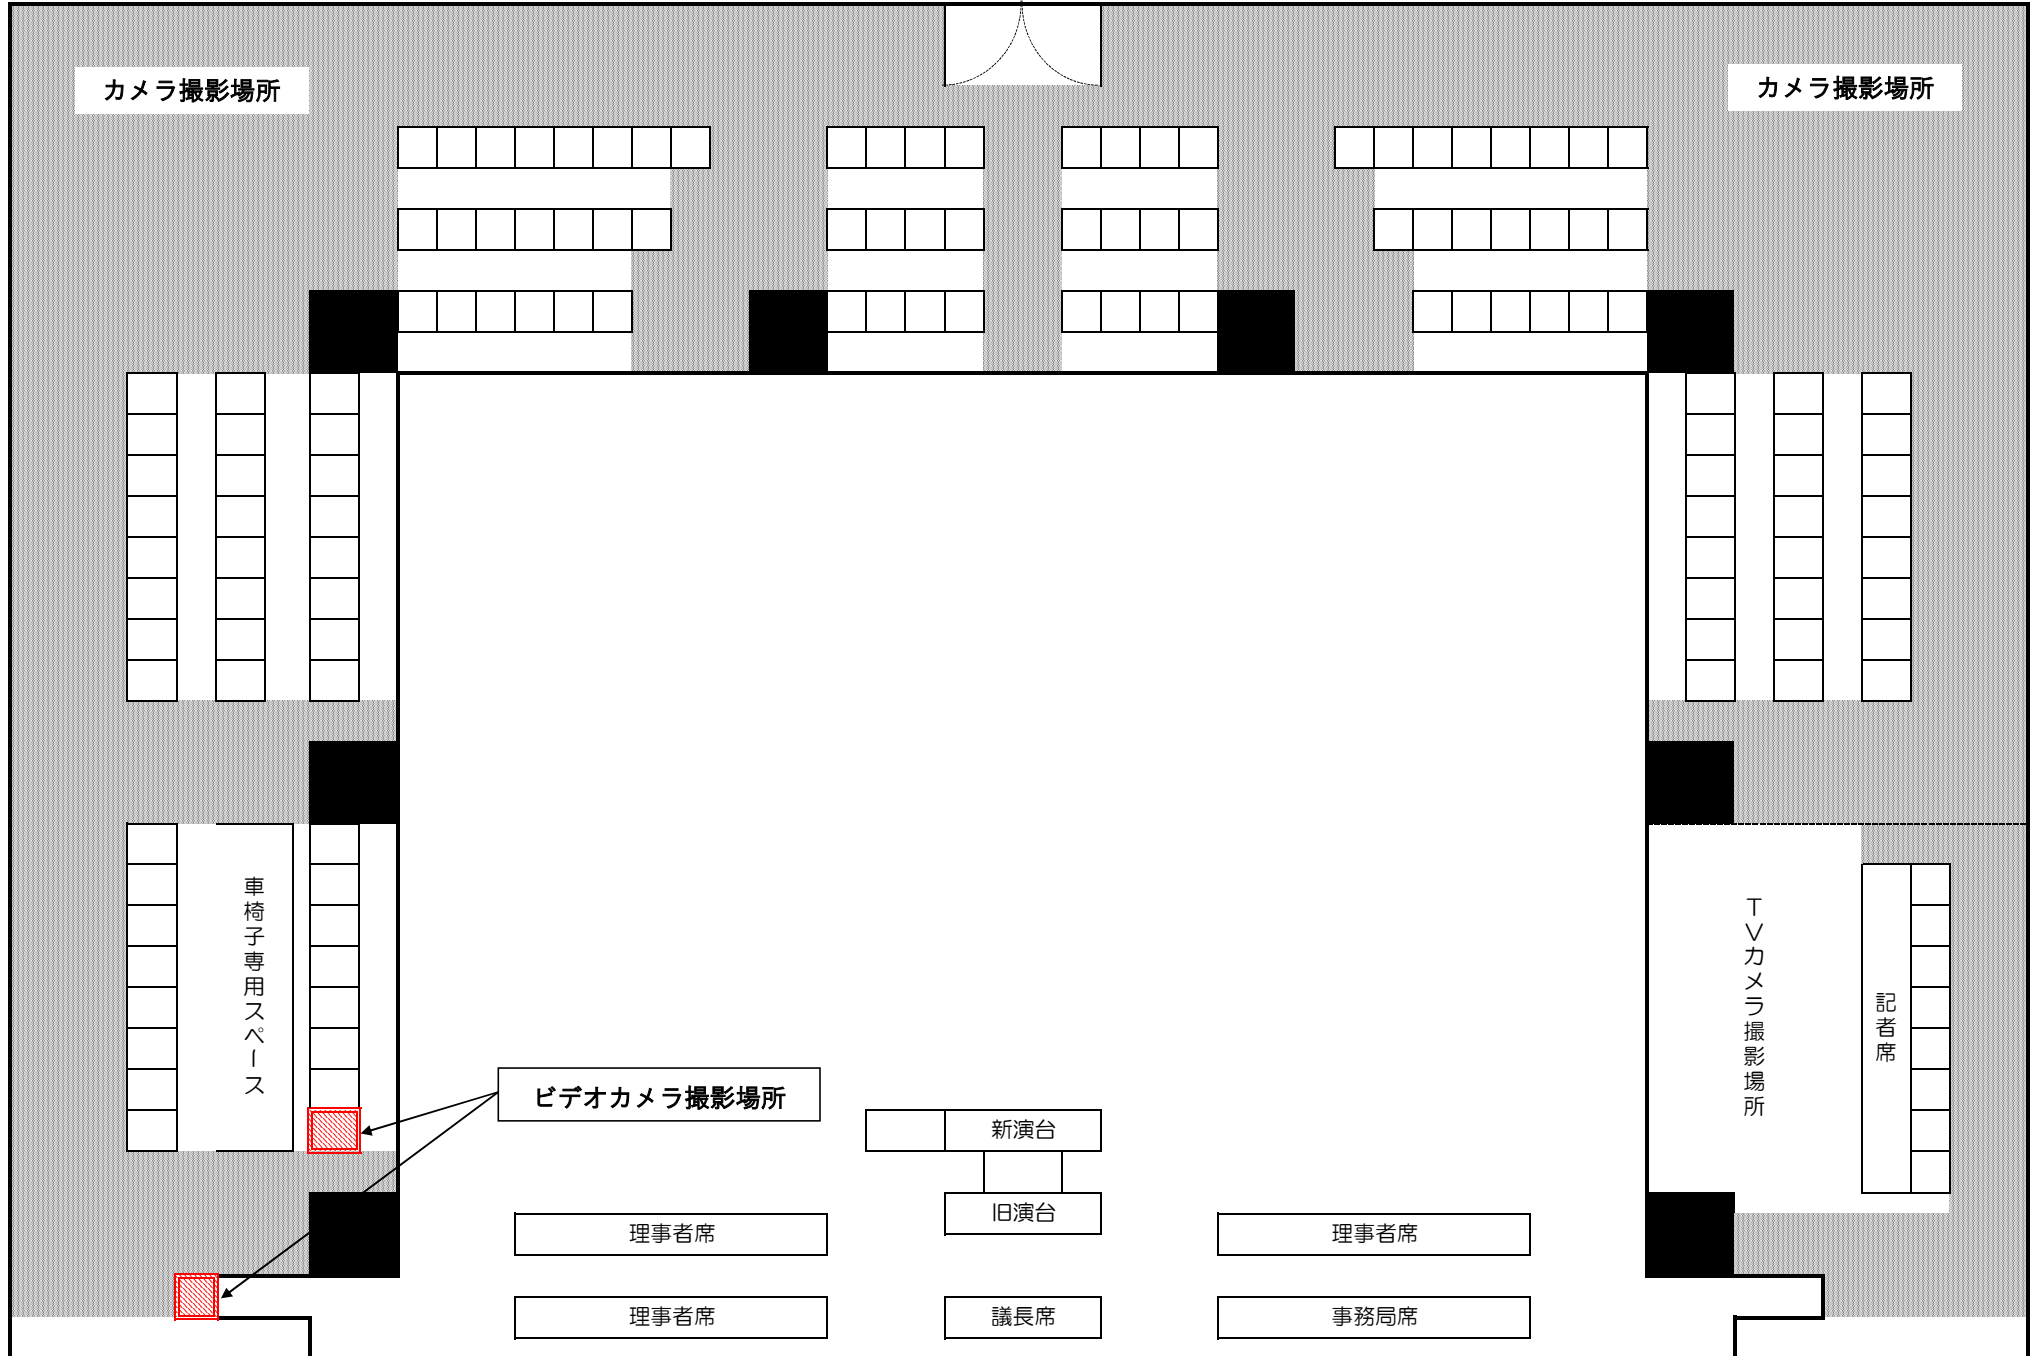 カメラ撮影場所
カメラ撮影場所
車椅子専用スペース
TVカメラ撮影場所
記者席
ビデオカメラ撮影場所
新演台
旧演台
理事者席
理事者席
理事者席
議長席
事務局席